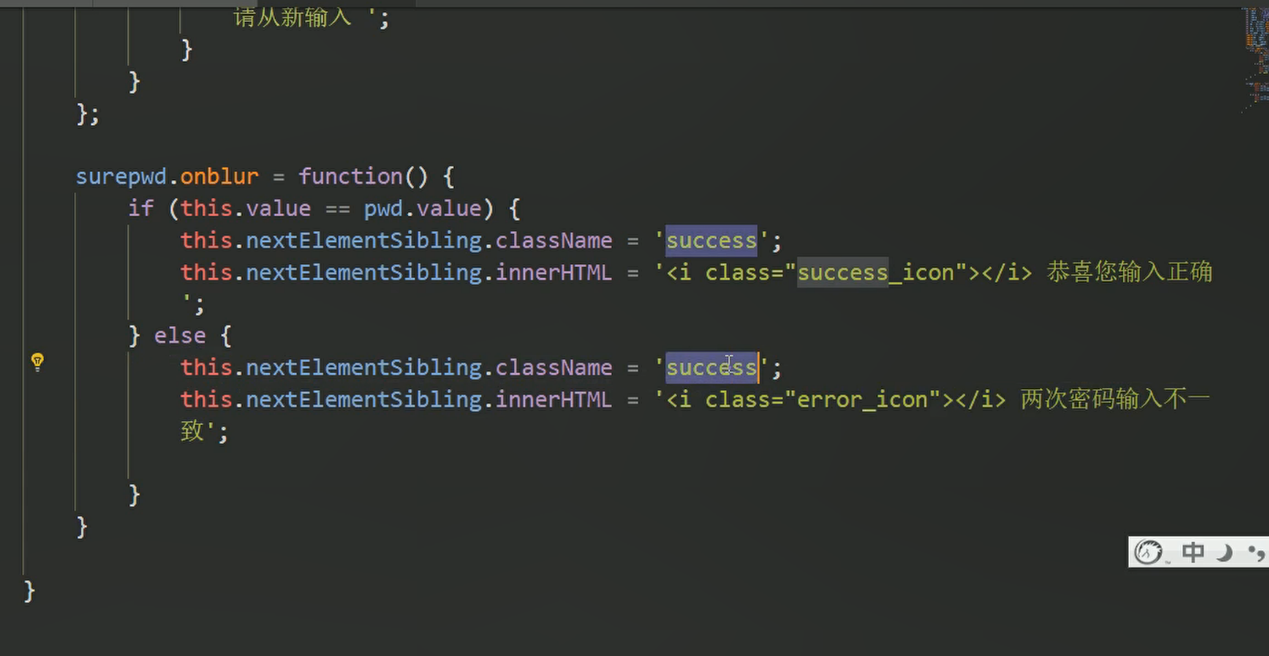 请从新输入 ';
}
}
};
surepwd.onblur = function() {
if (this.value == pwd.value) {
this.nextElementSibling.className = 'success';
this.nextElementSibling.innerHTML = '<i class="success_icon"></i> 恭喜您输入正确
';
} else {
this.nextElementSibling.className = 'success';
this.nextElementSibling.innerHTML = '<i class="error_icon"></i> 两次密码输入不一
致';
}
}
}
中